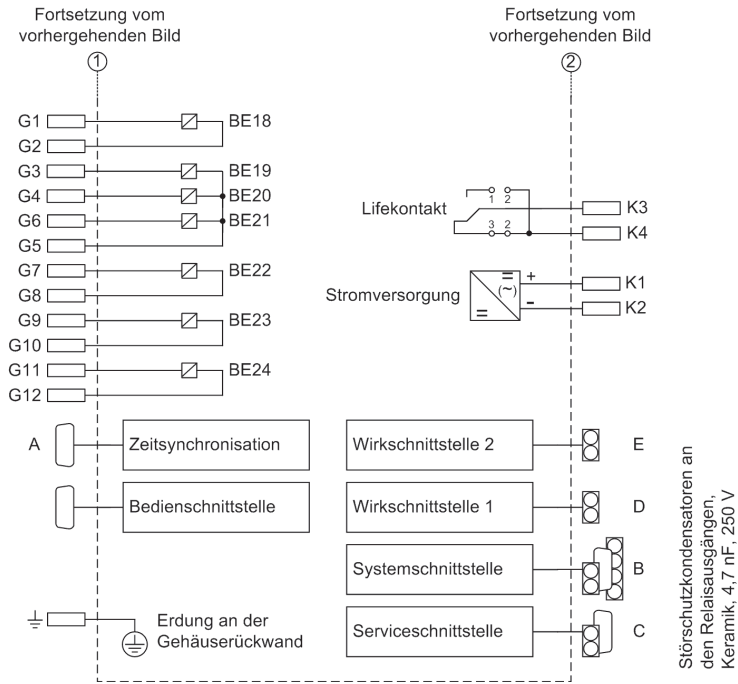 Fortsetzung vom
vorhergehenden Bild
1
Fortsetzung vom
vorhergehenden Bild
2
G1
BE18
G2
G3
BE19
G4
BE20
G6
BE21
G5
G7
BE22
G8
G9
BE23
G10
G11
BE24
G12
Lifekontakt
1 2
3 2
K3
K4
Stromversorgung
=
(~)
=
+
-
K1
K2
A
Zeitsynchronisation
Bedienschnittstelle
Wirkschnittstelle 2
E
Wirkschnittstelle 1
D
Systemschnittstelle
B
Serviceschnittstelle
C
Erdung an der
Gehäuserückwand
Störschutzkondensatoren an
den Relaisausgängen,
Keramik, 4,7 nF, 250 V